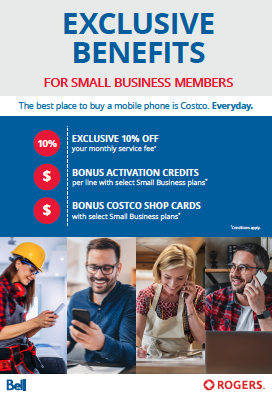 EXCLUSIVE
BENEFITS
FOR SMALL BUSINESS MEMBERS
The best place to buy a mobile phone is Costco. Everyday.
10%
EXCLUSIVE 10% OFF
your monthly service fee*
$
BONUS ACTIVATION CREDITS
per line with select Small Business plans*
$
BONUS COSTCO SHOP CARDS
with select Small Business plans*
*Conditions apply.
Bell
ROGERS